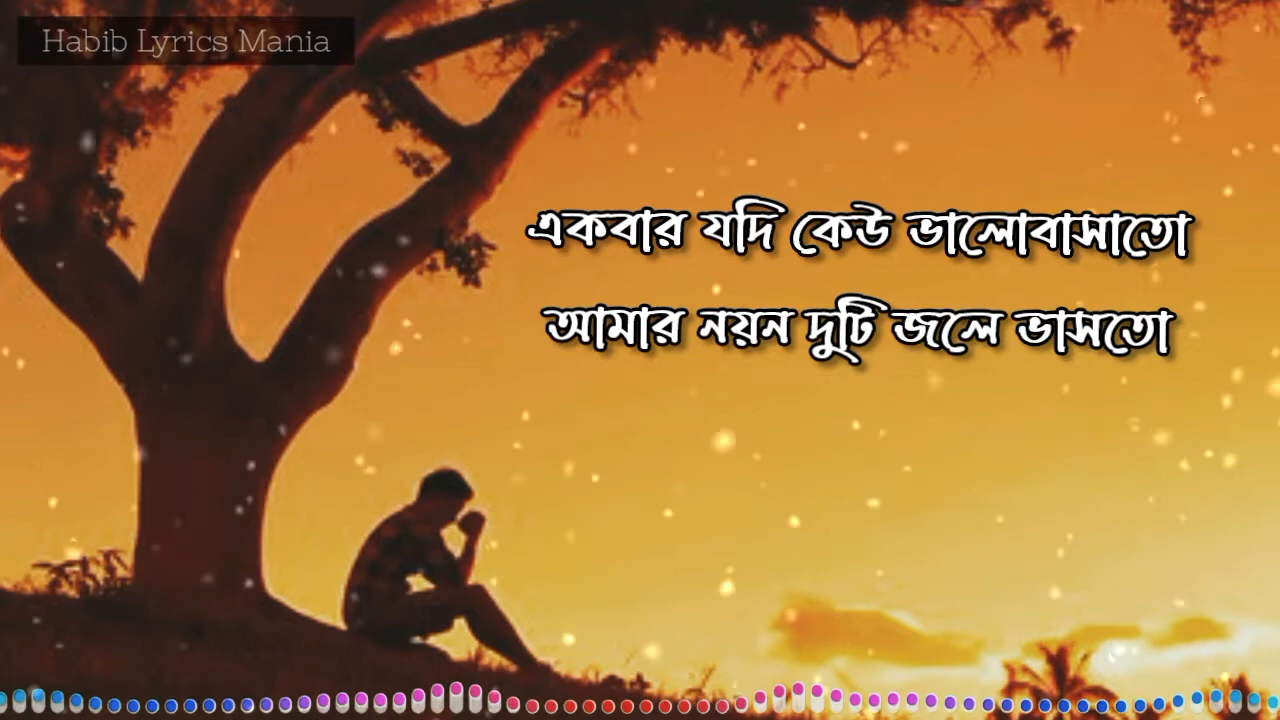 Habib Lyrics Mania
একবার যদি কেউ ভালোবাসাতো
আমার নয়ন দুটি জলে ভাসতো